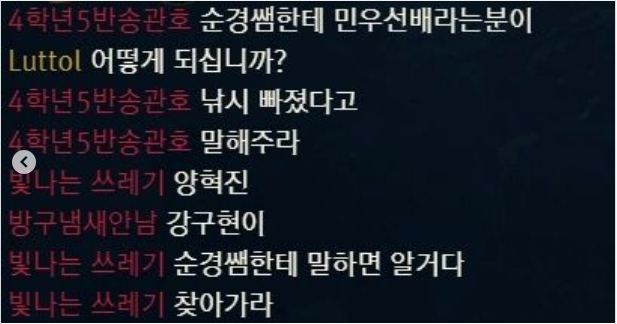 4학년5반송관호 순경쌤한테 민우선배라는분이
Luttol 어떻게 되십니까?
4학년5반송관호 낚시 빠졌다고
4학년5반송관호 말해주라
빛나는 쓰레기 양혁진
방구냄새안남 강구현이
빛나는 쓰레기 순경쌤한테 말하면 알거다
빛나는 쓰레기 찾아가라